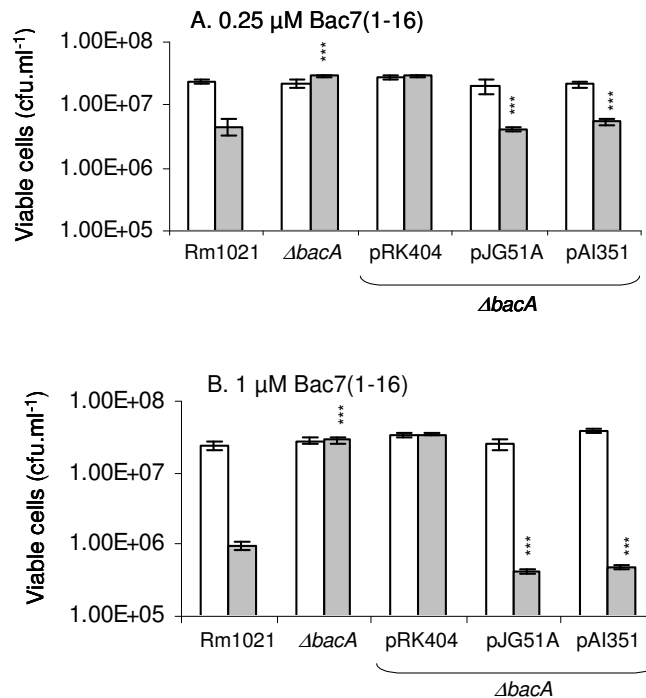 A. 0.25 µM Bac7(1-16)
Viable cells (cfu.ml-1)
1.00E+08
1.00E+07
1.00E+06
1.00E+05
***
***
***
Rm1021 ΔbacA pRK404 pJG51A pAI351
ΔbacA
B. 1 µM Bac7(1-16)
Viable cells (cfu.ml-1)
1.00E+08
1.00E+07
1.00E+06
1.00E+05
***
***
***
Rm1021 ΔbacA pRK404 pJG51A pAI351
ΔbacA